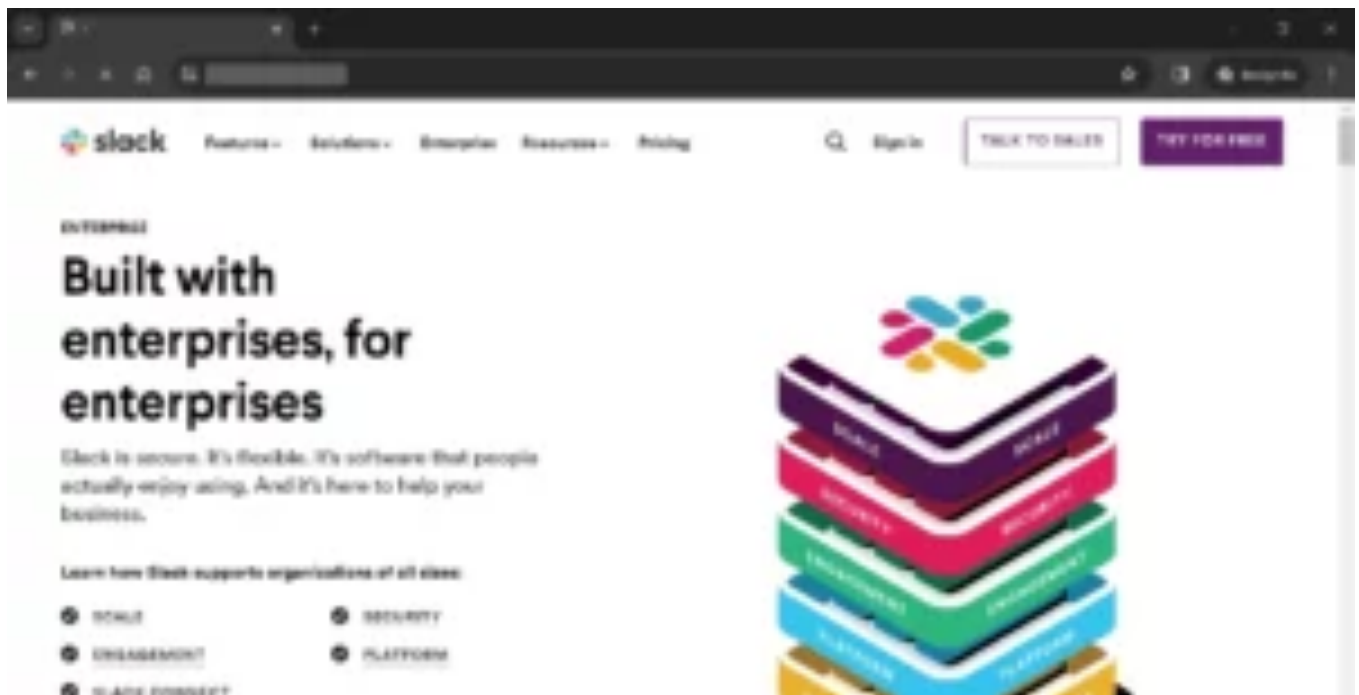 slack
Features
Solutions
Enterprise
Resources
Pricing
Sign in
TALK TO SALES
TRY FOR FREE
ENTERPRISE
Built with
enterprises, for
enterprises
Slack is secure. It's flexible. It's software that people
actually enjoy using. And it's here to help your
business.
Learn how Slack supports organizations of all sizes:
SCALE
SECURITY
ENGAGEMENT
PLATFORM
SLACK CONNECT
SCALE SCALE
SECURITY SECURITY
ENGAGEMENT ENGAGEMENT
PLATFORM PLATFORM